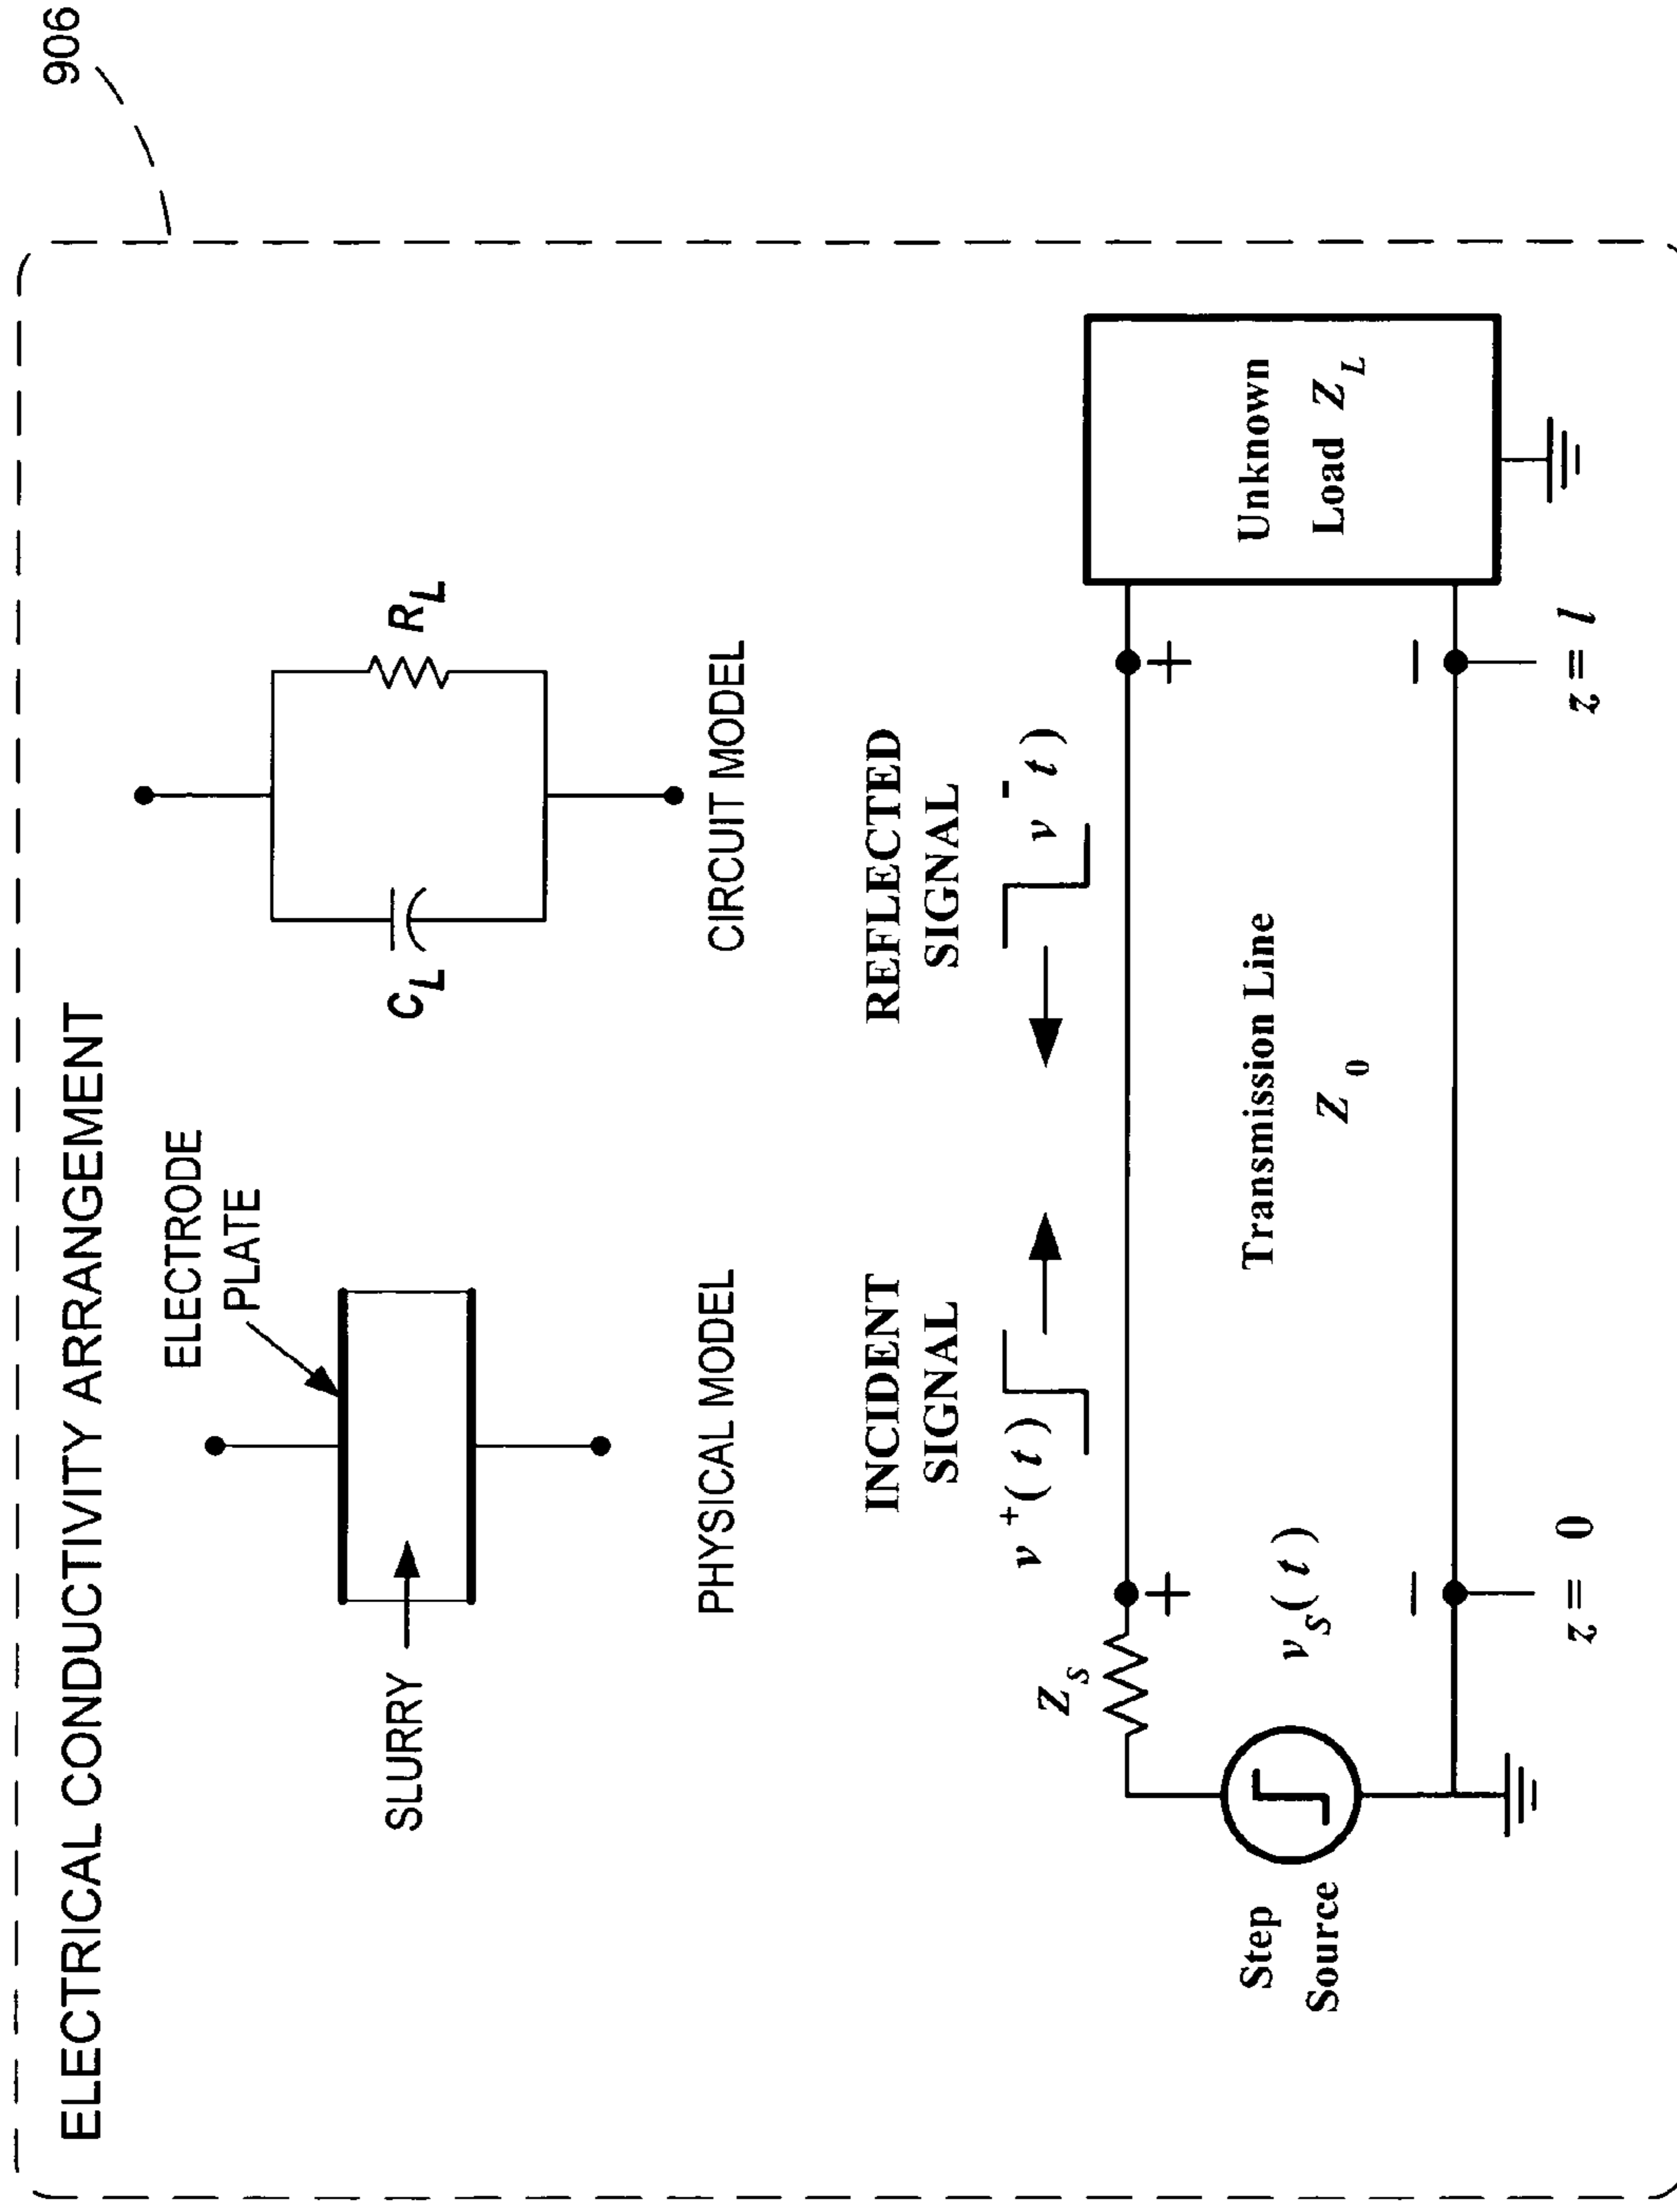 906
ELECTRICAL CONDUCTIVITY ARRANGEMENT
ELECTRODE
PLATE
SLURRY
PHYSICAL MODEL
C_L
R_L
CIRCUIT MODEL
INCIDENT
SIGNAL
v⁺(t)
REFLECTED
SIGNAL
v⁻t)
Z_s
+
+
Step
Source
v_S(t)
Transmission Line
Z_0
Unknown
Load Z_L
−
−
z = 0
z = l